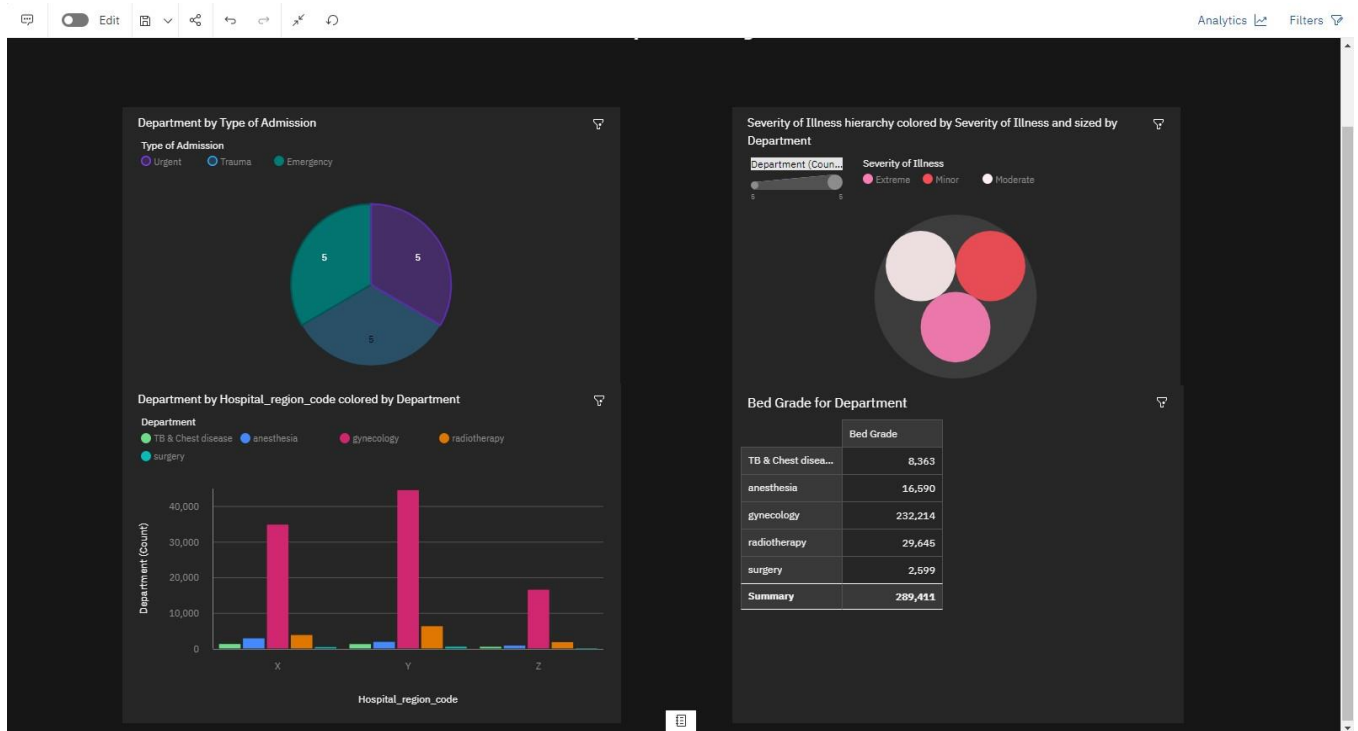 Edit
Analytics
Filters
Department by Type of Admission
Type of Admission
Urgent Trauma Emergency
5 5
5
Severity of Illness hierarchy colored by Severity of Illness and sized by
Department
Department (Coun... Severity of Illness
Extreme Minor Moderate
5 5
Department by Hospital_region_code colored by Department
Department
TB & Chest disease anesthesia gynecology radiotherapy
surgery
Department (Count)
40,000
30,000
20,000
10,000
0
X Y Z
Hospital_region_code
Bed Grade for Department
Bed Grade
TB & Chest disea... 8,363
anesthesia 16,590
gynecology 232,214
radiotherapy 29,645
surgery 2,599
Summary 289,411